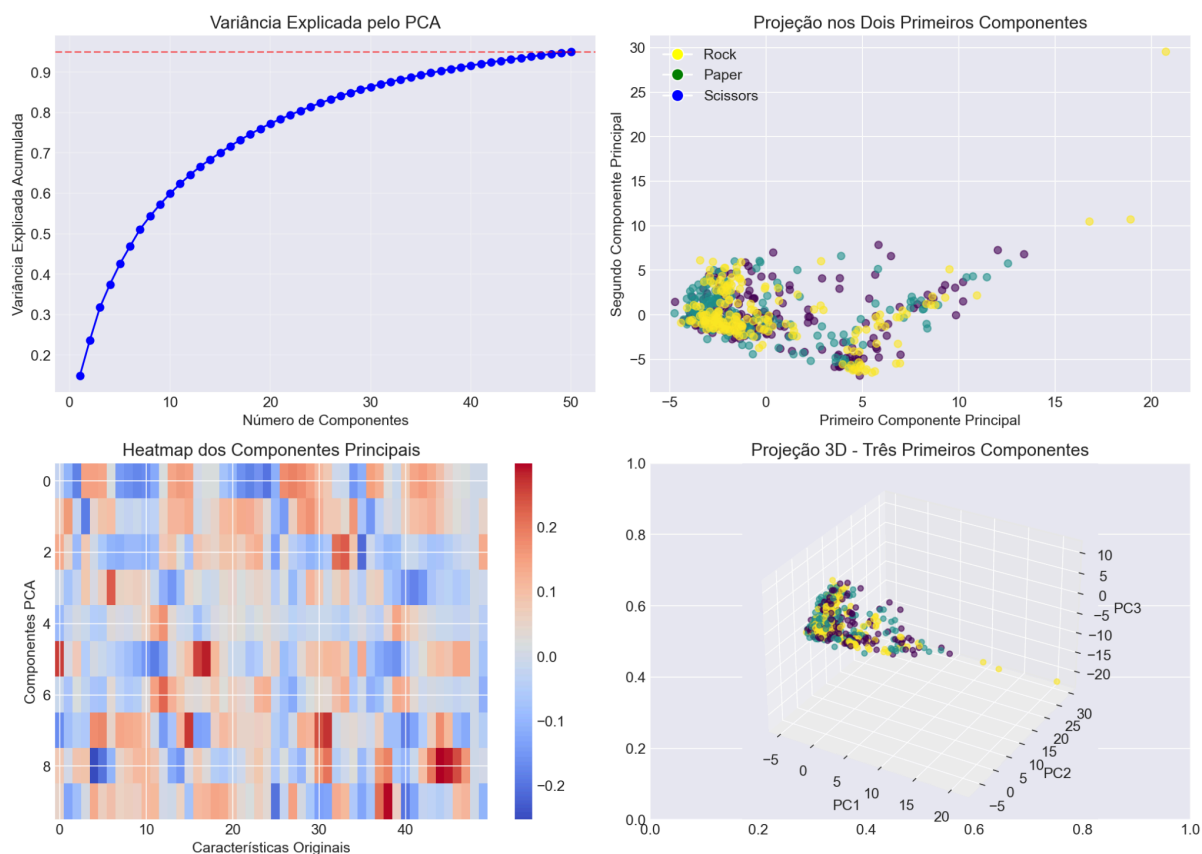 Variância Explicada pelo PCA
Variância Explicada Acumulada
0.9
0.8
0.7
0.6
0.5
0.4
0.3
0.2
0 10 20 30 40 50
Número de Componentes
Projeção nos Dois Primeiros Componentes
Rock
Paper
Scissors
Segundo Componente Principal
30
25
20
15
10
5
0
−5
−5 0 5 10 15 20
Primeiro Componente Principal
Heatmap dos Componentes Principais
Componentes PCA
0
2
4
6
8
0 10 20 30 40
Características Originais
0.2
0.1
0.0
−0.1
−0.2
Projeção 3D - Três Primeiros Componentes
1.0
0.8
0.6
0.4
0.2
0.0
0.0 0.2 0.4 0.6 0.8 1.0
−5 0 5 10 15 20
PC1
−5 0 5 10 15 20 25 30
PC2
10
5
0
−5
−10
−15
−20
PC3